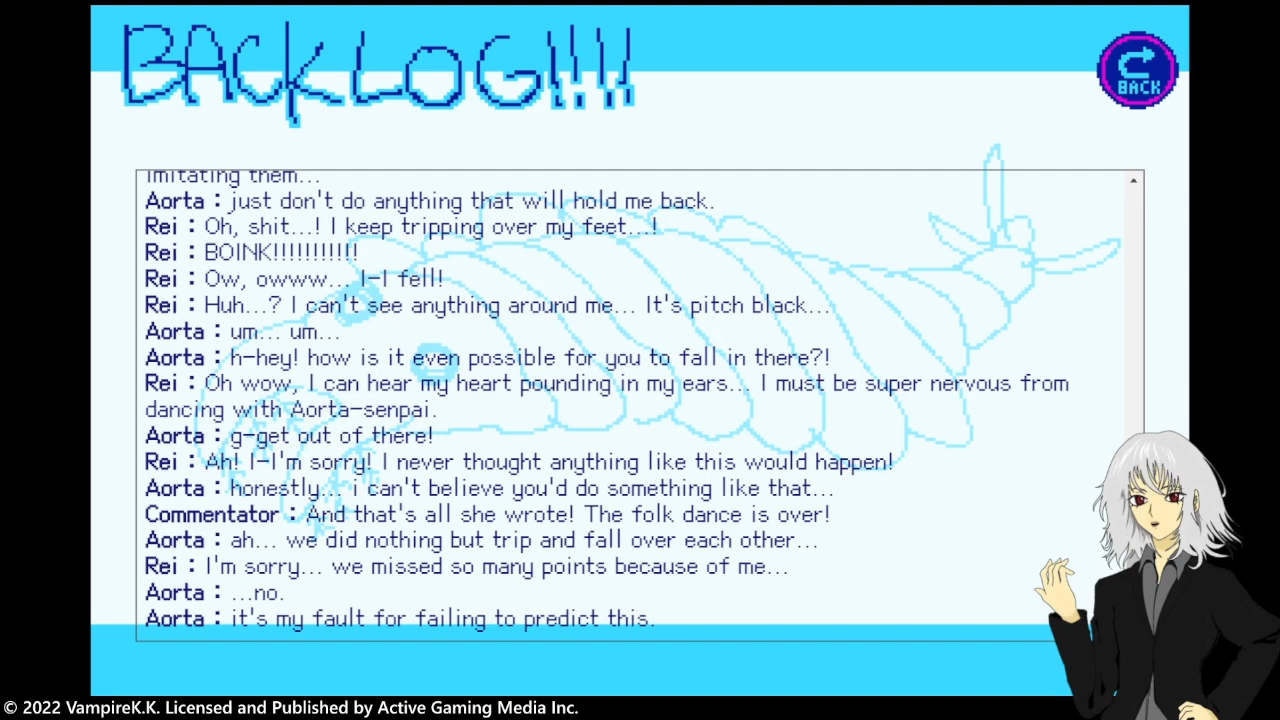 BACKLOG!!!!
BACK
imitating them...
Aorta : just don't do anything that will hold me back.
Rei : Oh, shit...! I keep tripping over my feet...!
Rei : BOINK!!!!!!!!!!!
Rei : Ow, owww... I-I fell!
Rei : Huh...? I can't see anything around me... It's pitch black...
Aorta : um... um...
Aorta : h-hey! how is it even possible for you to fall in there?!
Rei : Oh wow, I can hear my heart pounding in my ears... I must be super nervous from
dancing with Aorta-senpai.
Aorta : g-get out of there!
Rei : Ah! I-I'm sorry! I never thought anything like this would happen!
Aorta : honestly... i can't believe you'd do something like that...
Commentator : And that's all she wrote! The folk dance is over!
Aorta : ah... we did nothing but trip and fall over each other...
Rei : I'm sorry... we missed so many points because of me...
Aorta : ...no.
Aorta : it's my fault for failing to predict this.
© 2022 VampireK.K. Licensed and Published by Active Gaming Media Inc.